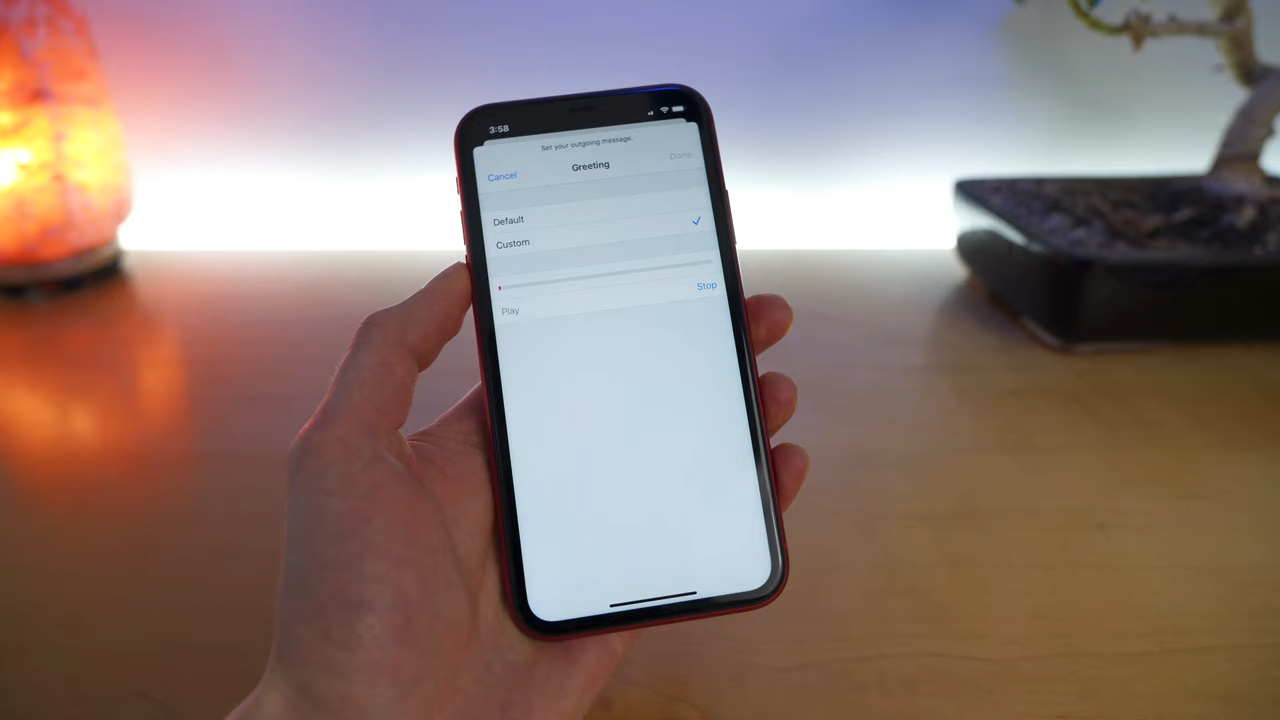 3:58
Set your outgoing message.
Cancel Greeting Done
Default
Custom
Play Stop